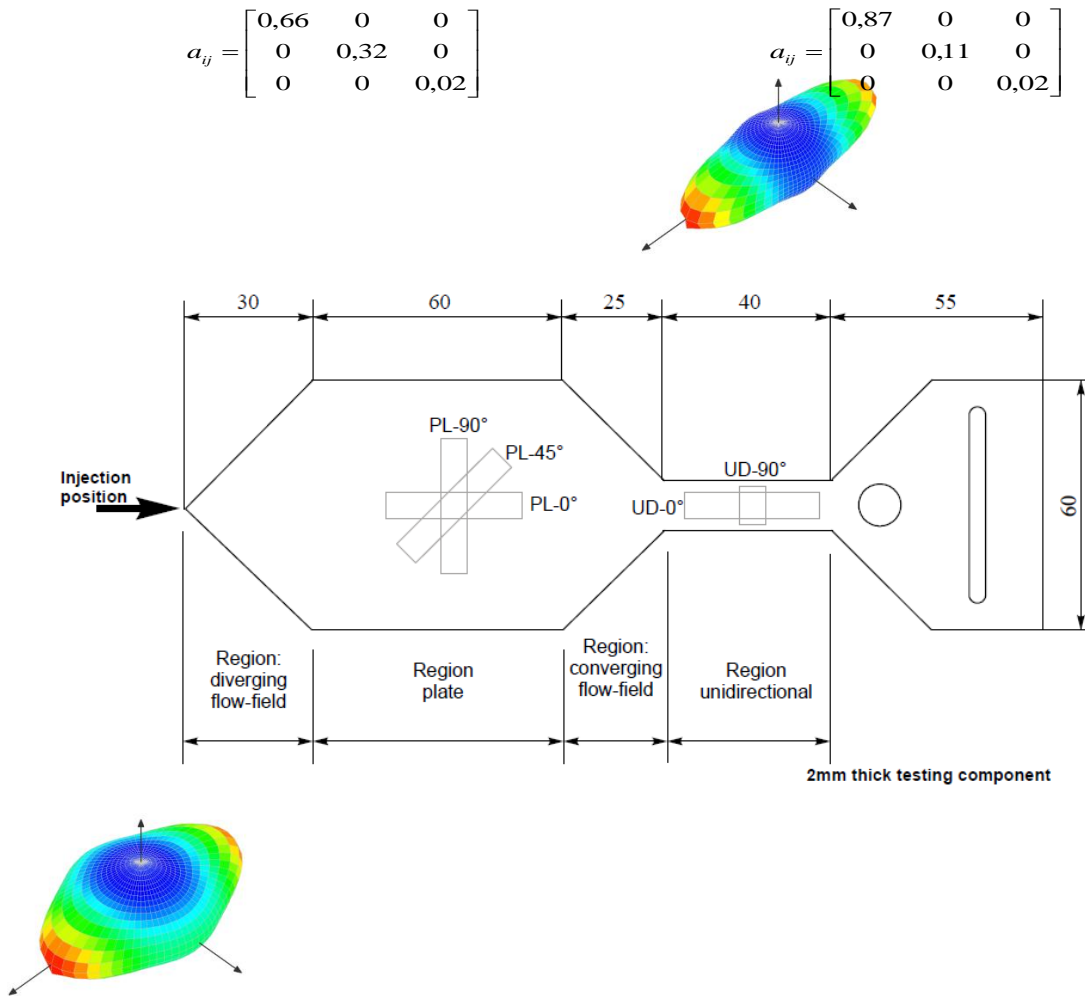 a_ij = [0,66 0 0
0 0,32 0
0 0 0,02]
a_ij = [0,87 0 0
0 0,11 0
0 0 0,02]
30 60 25 40 55
PL-90°
PL-45°
PL-0°
UD-90°
UD-0°
Injection
position
60
Region:
diverging
flow-field
Region
plate
Region:
converging
flow-field
Region
unidirectional
2mm thick testing component